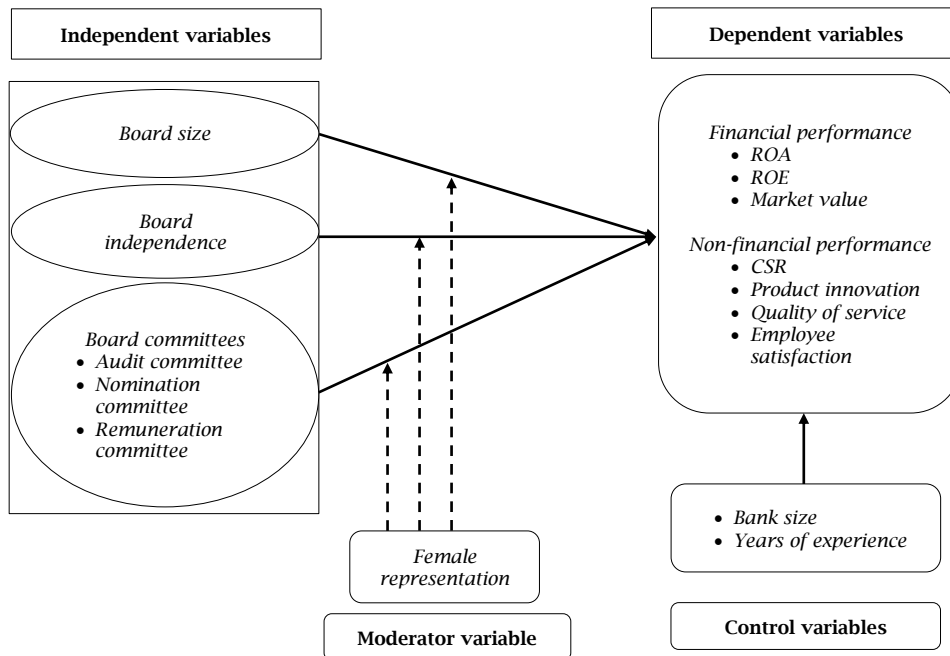 Independent variables
Board size
Board
independence
Board committees
• Audit committee
• Nomination
committee
• Remuneration
committee
Dependent variables
Financial performance
• ROA
• ROE
• Market value
Non-financial performance
• CSR
• Product innovation
• Quality of service
• Employee
satisfaction
Female
representation
Moderator variable
• Bank size
• Years of experience
Control variables